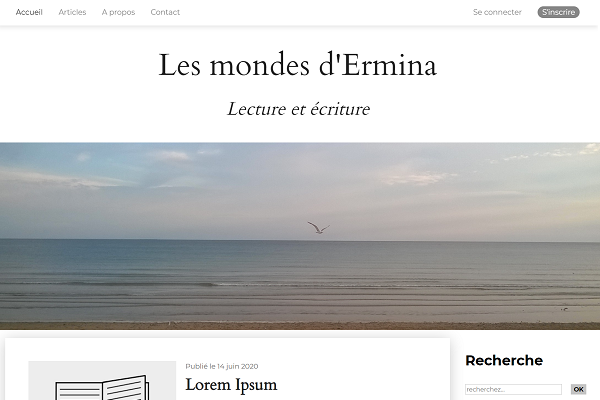 Accueil Articles A propos Contact Se connecter S'inscrire
Les mondes d'Ermina
Lecture et écriture
Publié le 14 juin 2020
Lorem Ipsum
Recherche
recherchez... OK